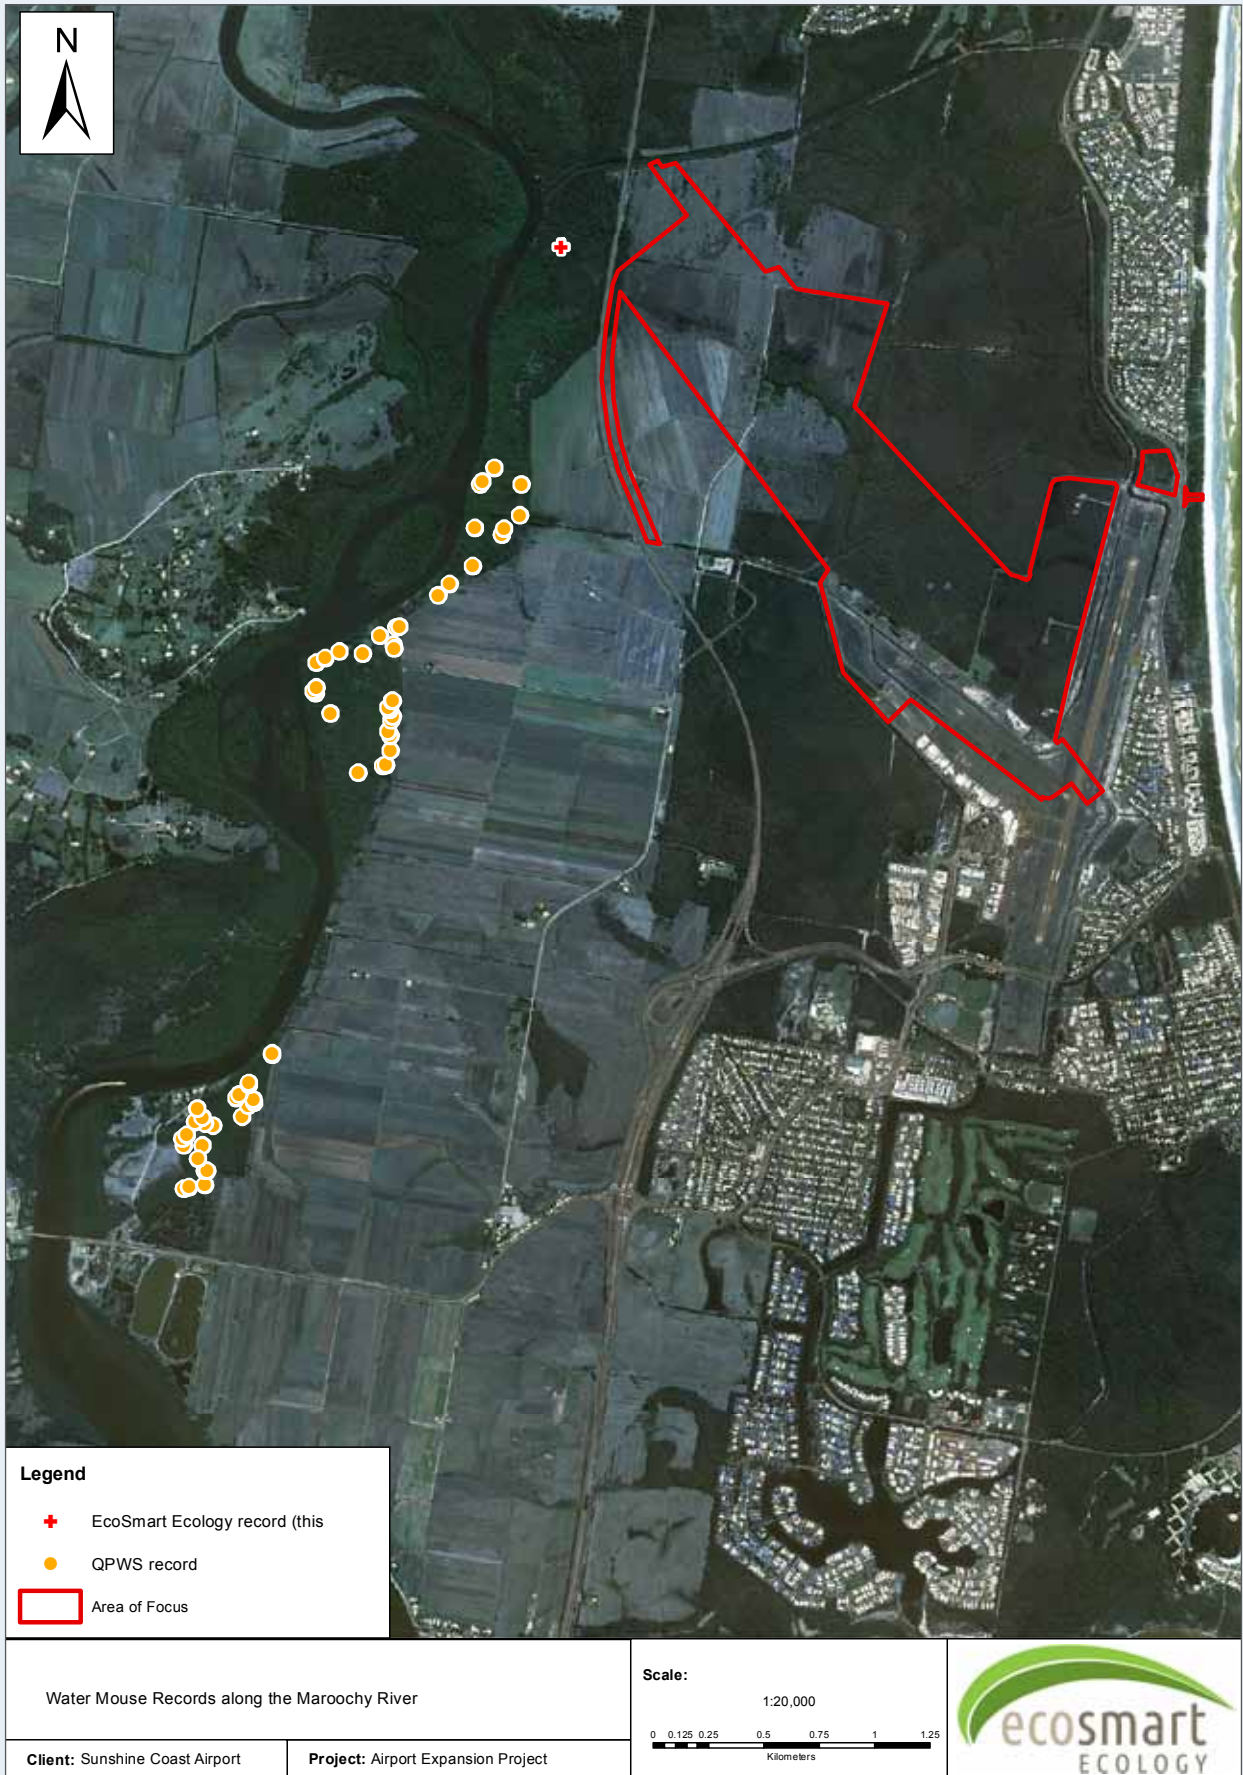 N
Legend
EcoSmart Ecology record (this
QPWS record
Area of Focus
Water Mouse Records along the Maroochy River
Scale:
1:20,000
0 0.125 0.25 0.5 0.75 1 1.25
Kilometers
Client: Sunshine Coast Airport
Project: Airport Expansion Project
ecosmart
ECOLOGY